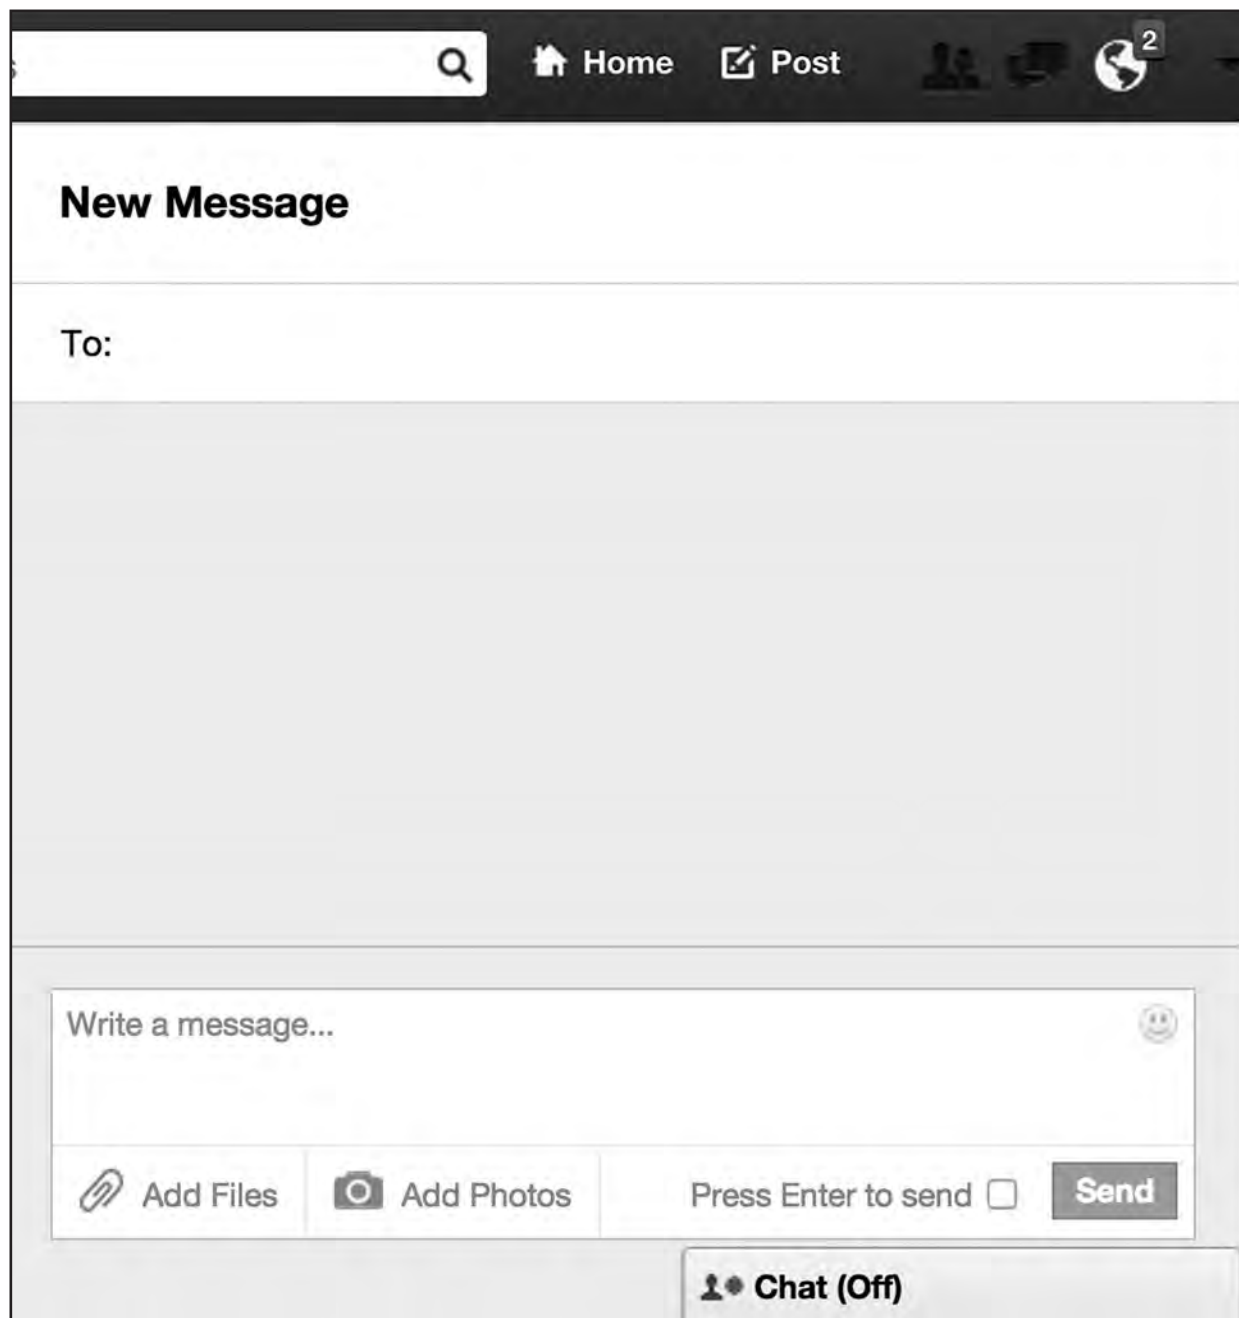 s
Home Post 2
New Message
To:
Write a message...
Add Files Add Photos Press Enter to send Send
Chat (Off)